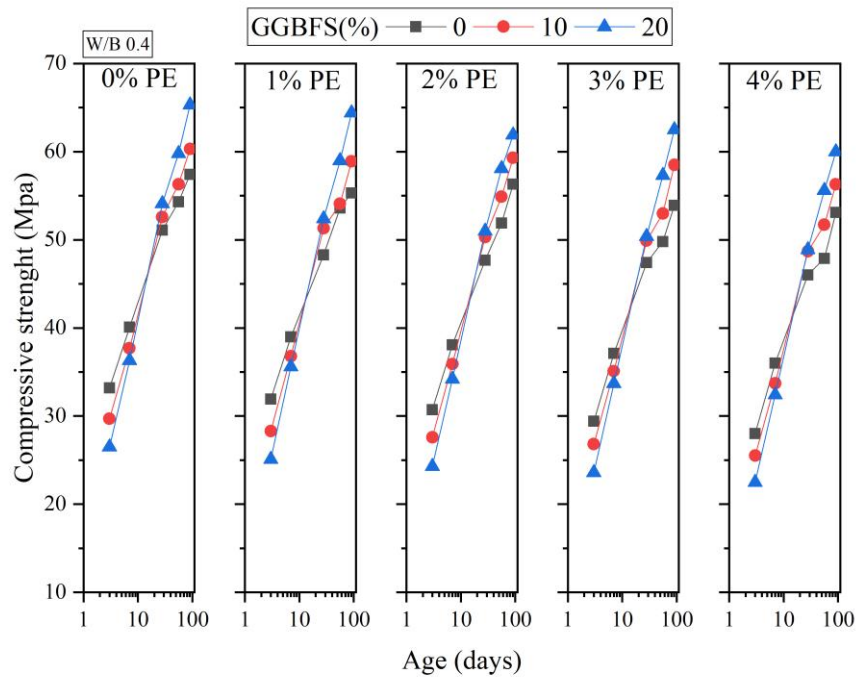 GGBFS(%) 0 10 20
W/B 0.4
0% PE 1% PE 2% PE 3% PE 4% PE
Compressive strenght (Mpa)
70
60
50
40
30
20
10
1 10 100 1 10 100 1 10 100 1 10 100 1 10 100
Age (days)